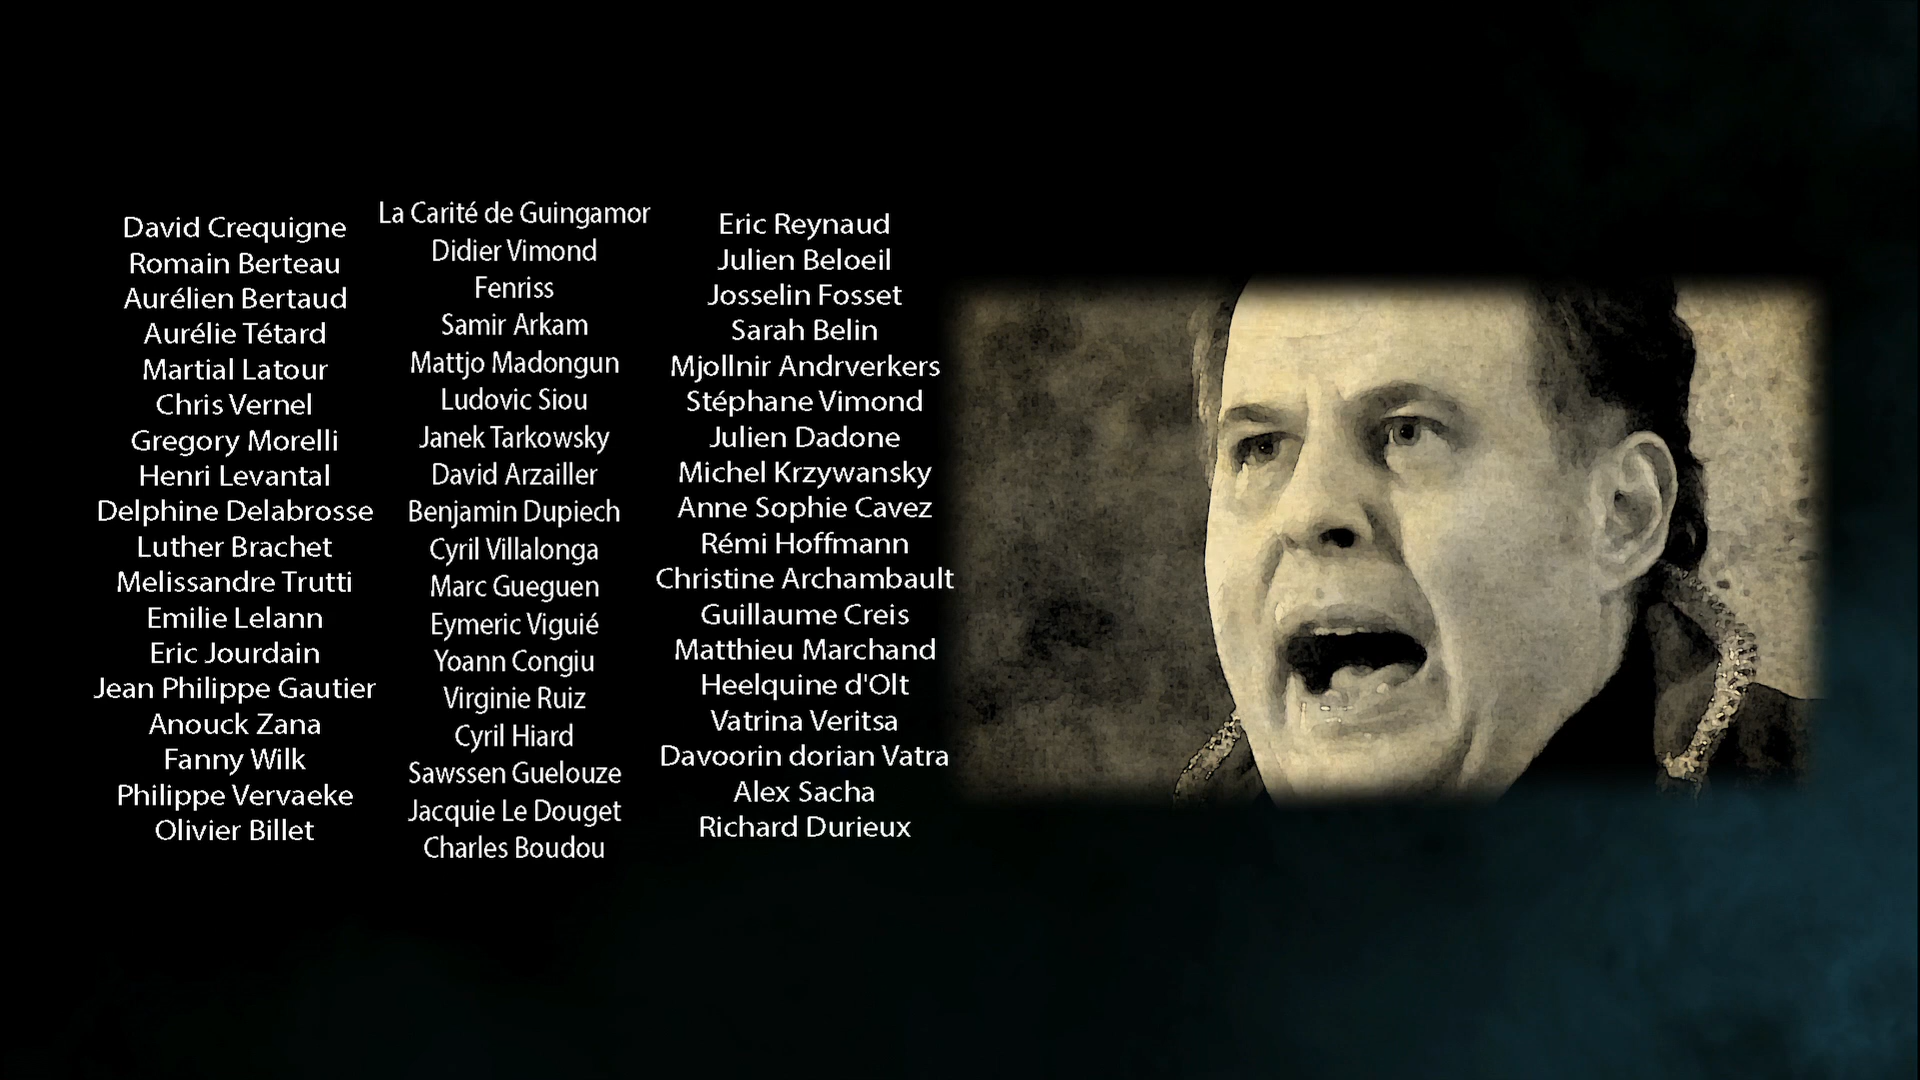 David Crequigne
Romain Berteau
Aurélien Bertaud
Aurélie Tétard
Martial Latour
Chris Vernel
Gregory Morelli
Henri Levantal
Delphine Delabrosse
Luther Brachet
Melissandre Trutti
Emilie Lelann
Eric Jourdain
Jean Philippe Gautier
Anouck Zana
Fanny Wilk
Philippe Vervaeke
Olivier Billet
La Carité de Guingamor
Didier Vimond
Fenriss
Samir Arkam
Mattjo Madongun
Ludovic Siou
Janek Tarkowsky
David Arzailler
Benjamin Dupiech
Cyril Villalonga
Marc Gueguen
Eymeric Viguié
Yoann Congiu
Virginie Ruiz
Cyril Hiard
Sawssen Guelouze
Jacquie Le Douget
Charles Boudou
Eric Reynaud
Julien Beloeil
Josselin Fosset
Sarah Belin
Mjollnir Andrverkers
Stéphane Vimond
Julien Dadone
Michel Krzywansky
Anne Sophie Cavez
Rémi Hoffmann
Christine Archambault
Guillaume Creis
Matthieu Marchand
Heelquine d'Olt
Vatrina Veritsa
Davoorin dorian Vatra
Alex Sacha
Richard Durieux